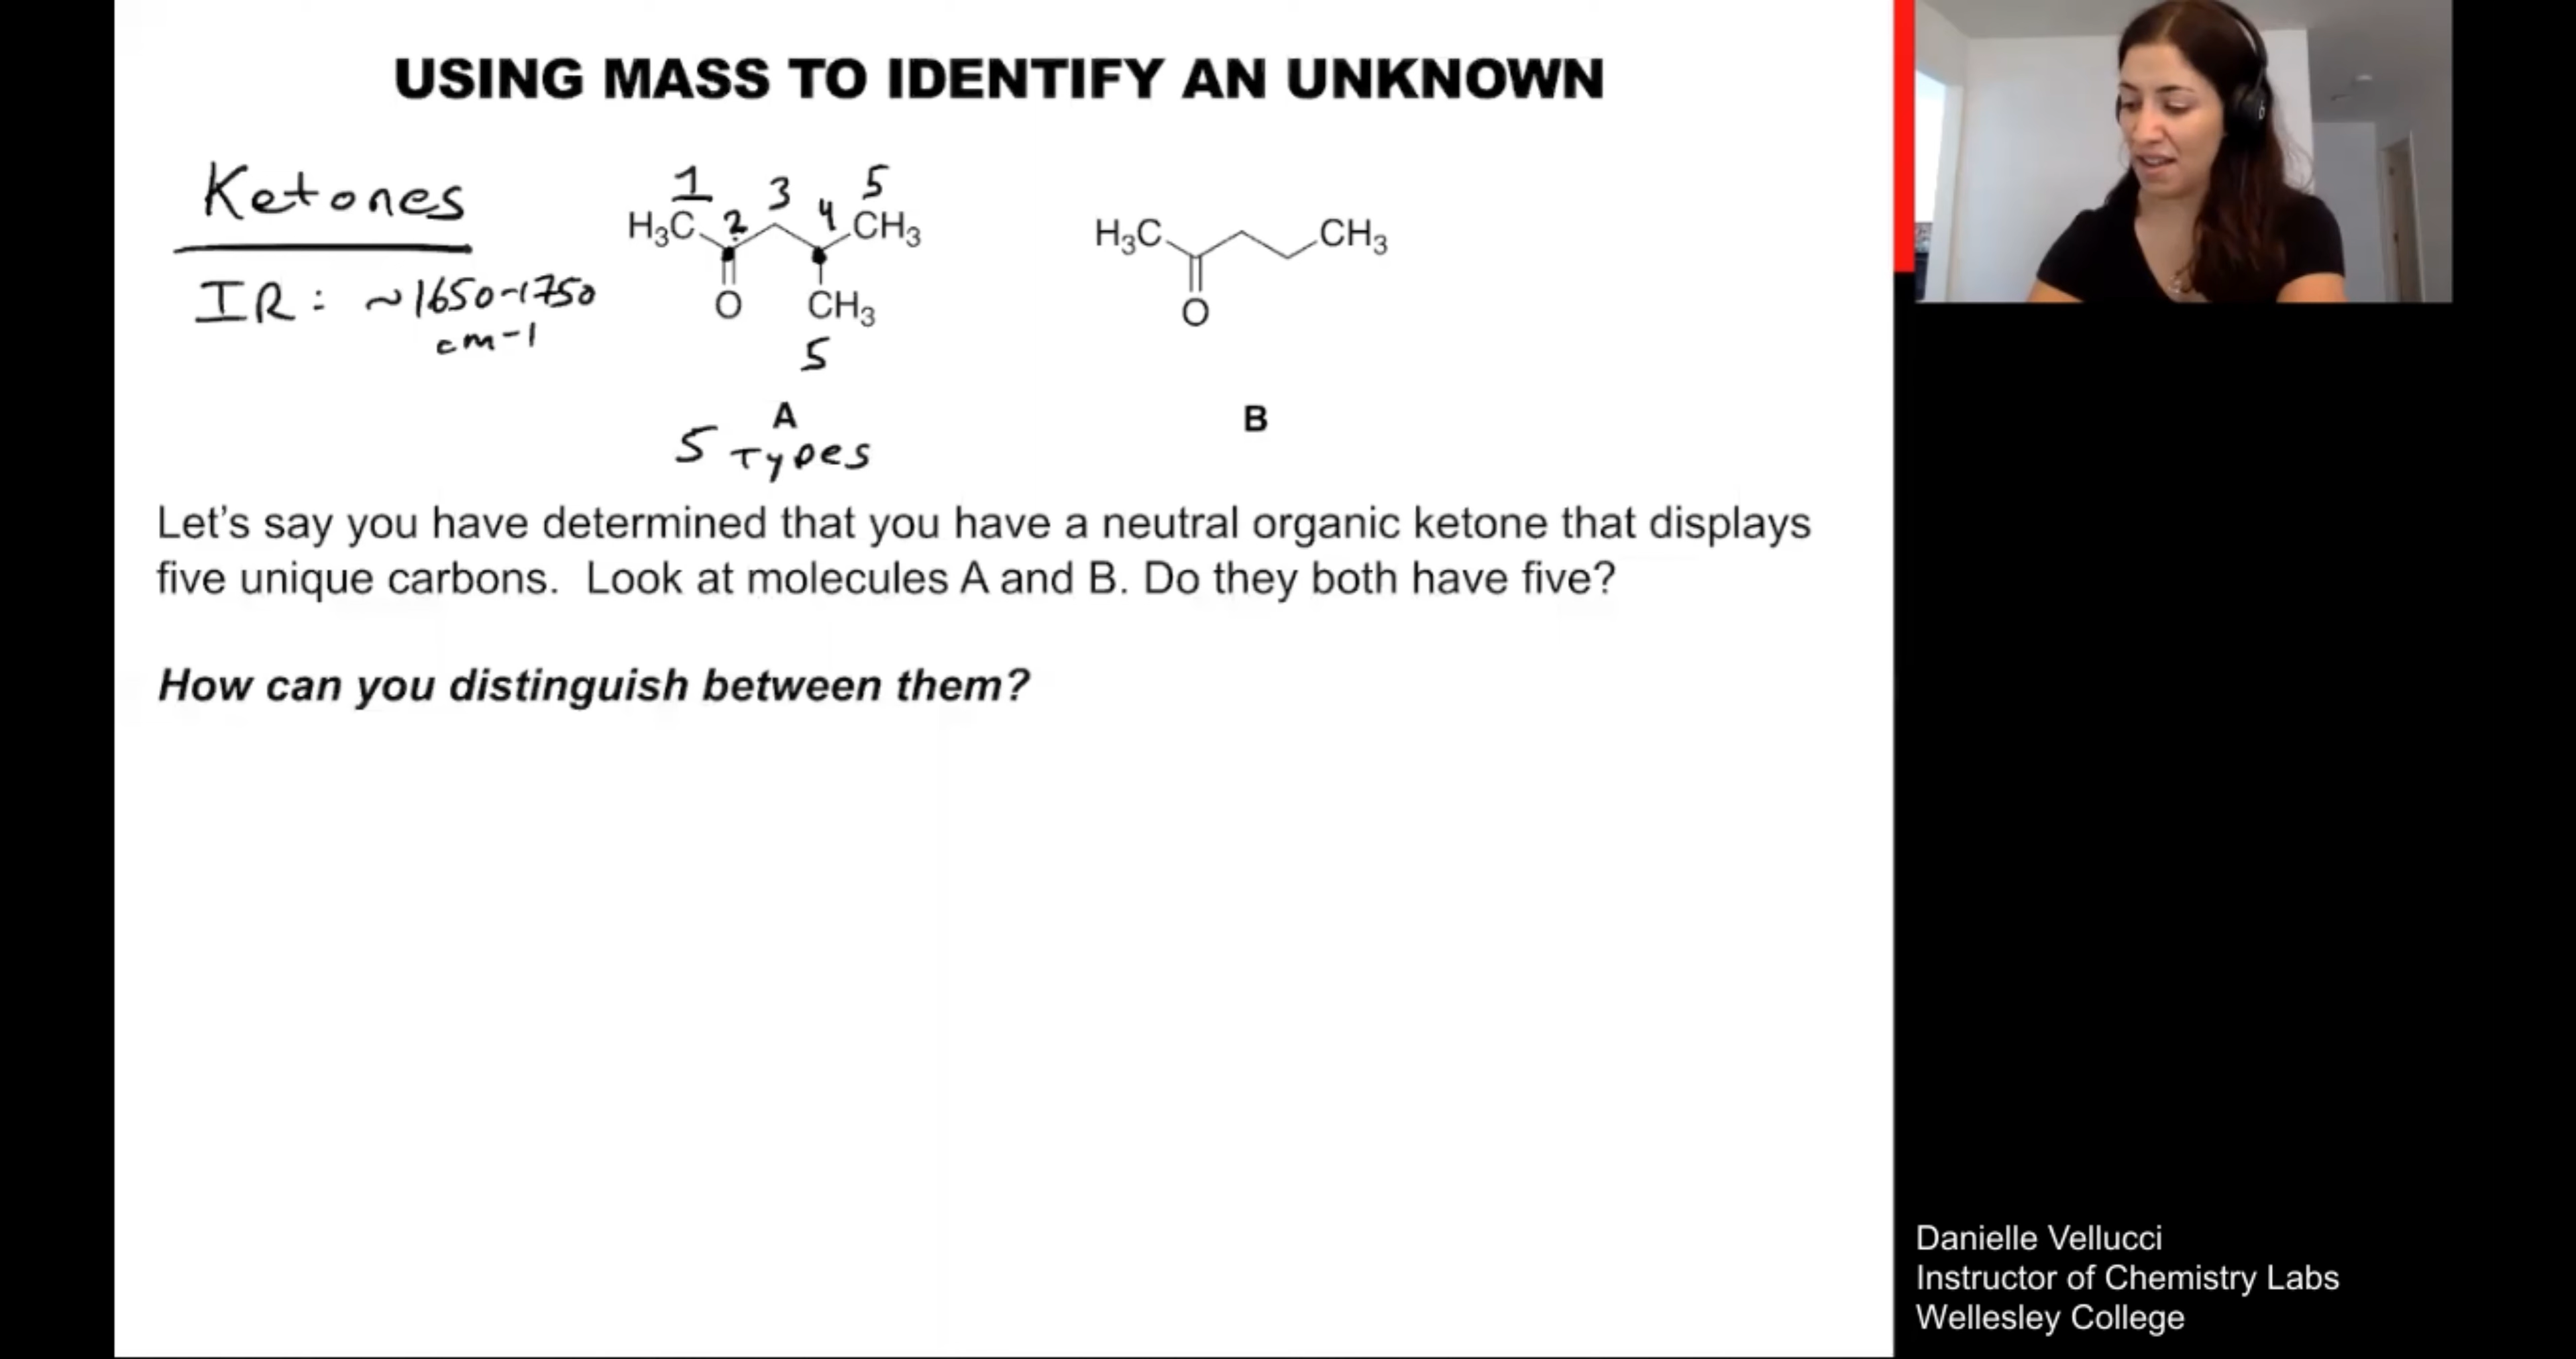 USING MASS TO IDENTIFY AN UNKNOWN
Ketones
IR: ~1650-1750
cm-1
1
2
3
4
5
H₃C
CH₃
O
CH₃
5
A
5 Types
H₃C
CH₃
O
B
Let's say you have determined that you have a neutral organic ketone that displays
five unique carbons. Look at molecules A and B. Do they both have five?
How can you distinguish between them?
Danielle Vellucci
Instructor of Chemistry Labs
Wellesley College